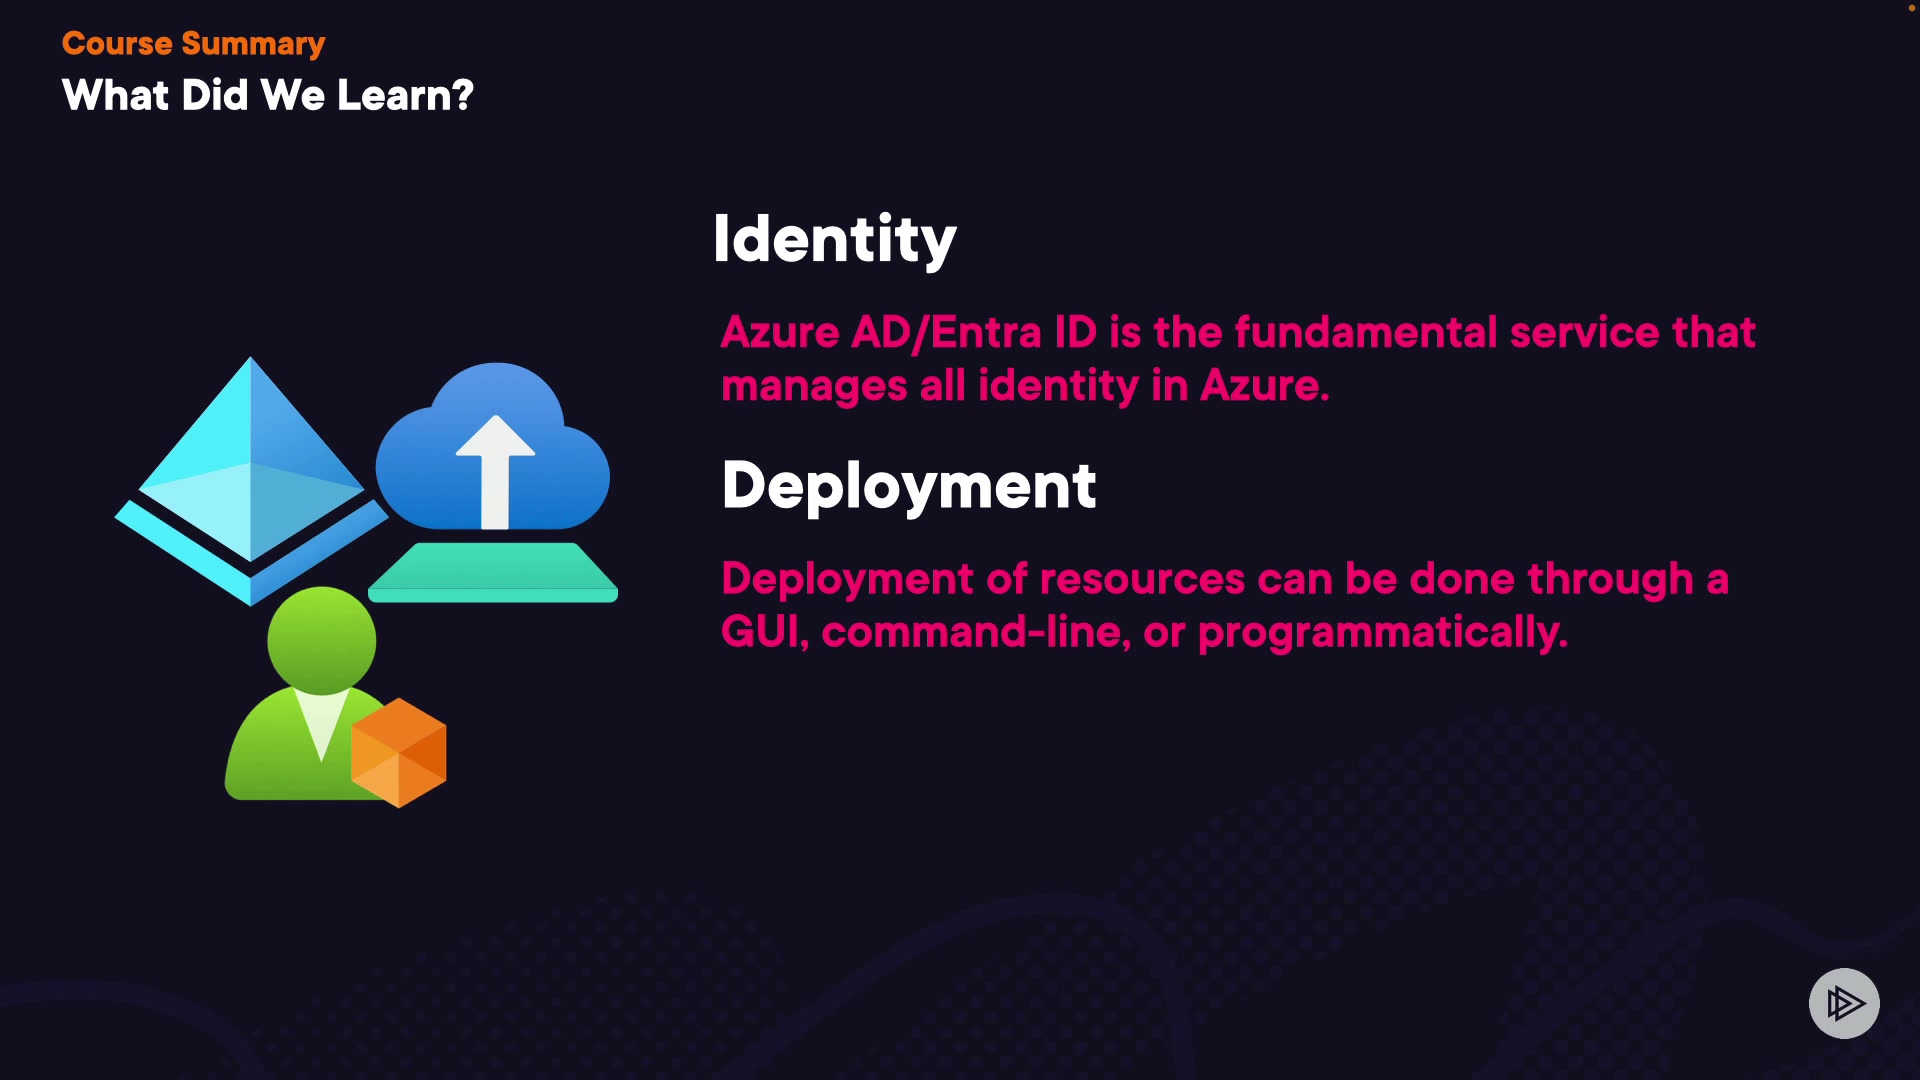 Course Summary
What Did We Learn?
Identity
Azure AD/Entra ID is the fundamental service that
manages all identity in Azure.
Deployment
Deployment of resources can be done through a
GUI, command-line, or programmatically.